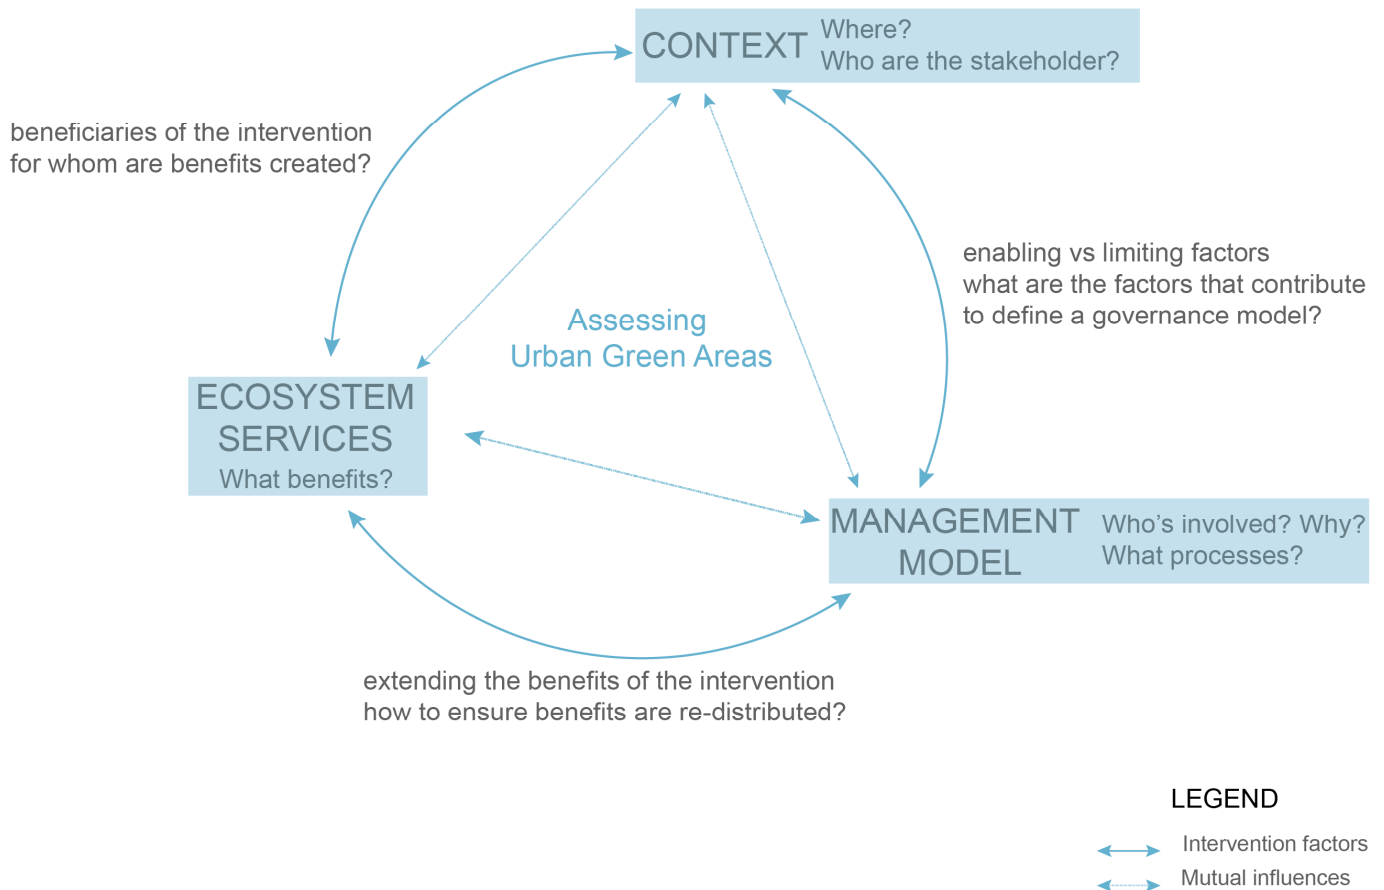 CONTEXT
Where?
Who are the stakeholder?
beneficiaries of the intervention
for whom are benefits created?
enabling vs limiting factors
what are the factors that contribute
to define a governance model?
Assessing
Urban Green Areas
ECOSYSTEM
SERVICES
What benefits?
MANAGEMENT
MODEL
Who's involved? Why?
What processes?
extending the benefits of the intervention
how to ensure benefits are re-distributed?
LEGEND
Intervention factors
Mutual influences